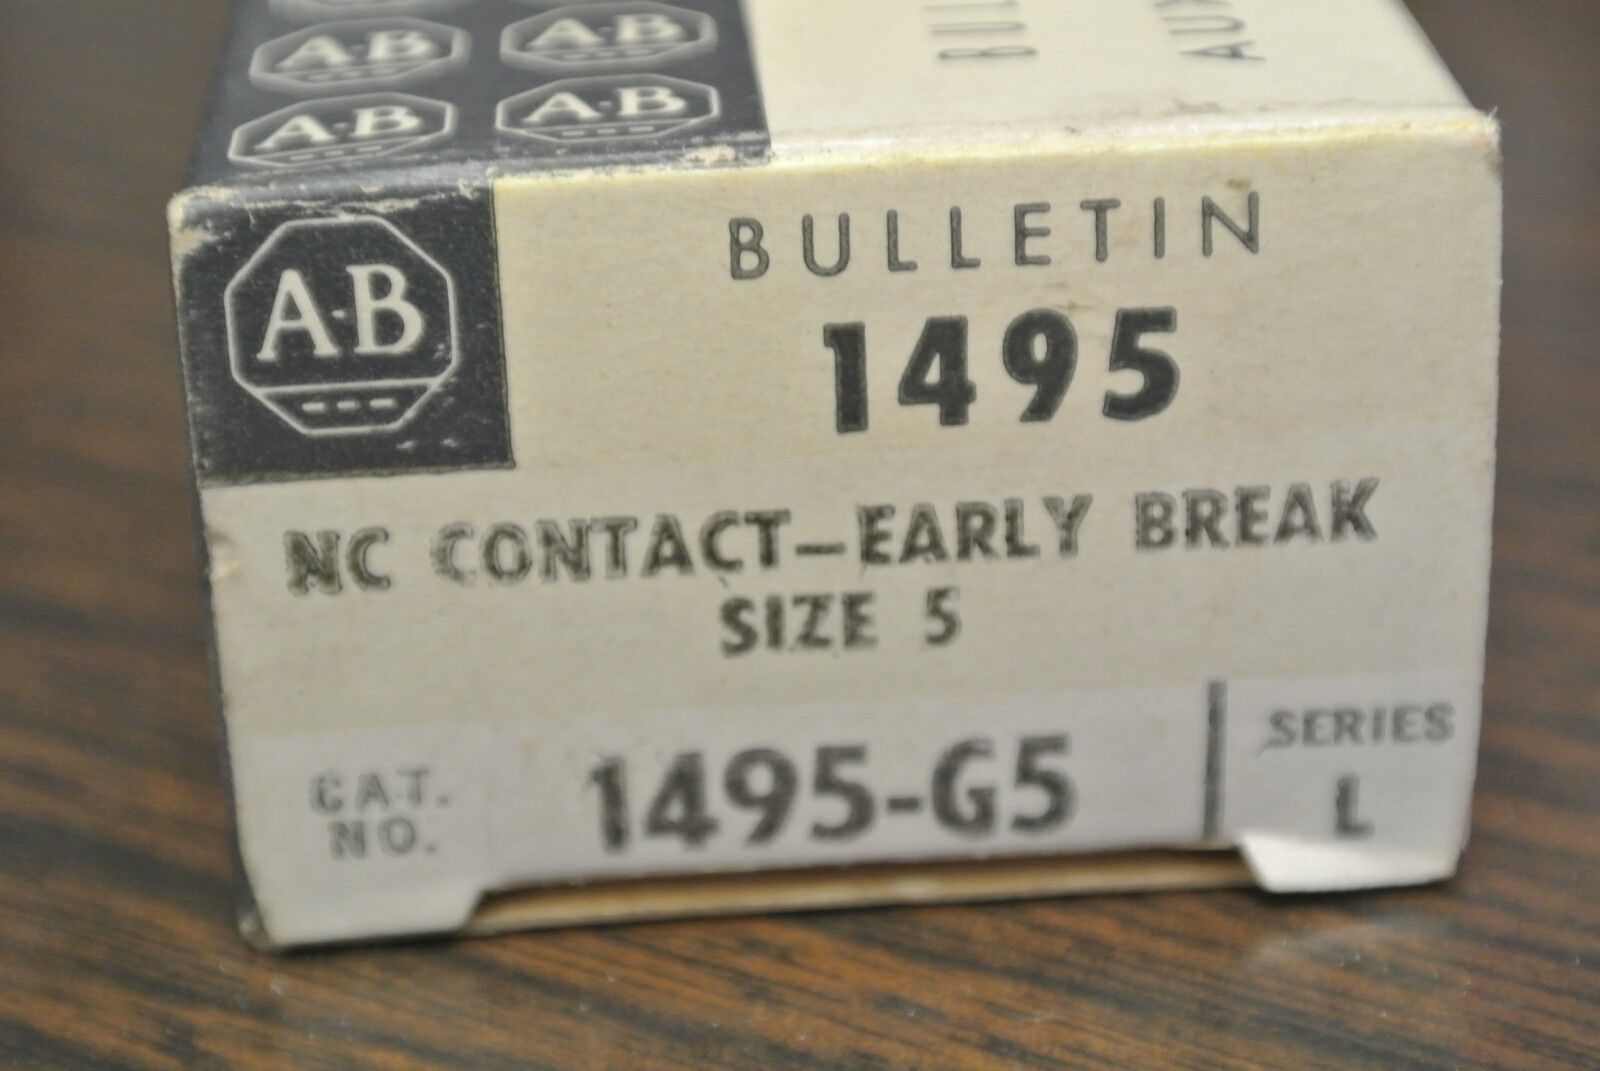 A·B
A·B
A·B
A·B
A·B
BULLETIN
1495
NC CONTACT—EARLY BREAK
SIZE 5
CAT. NO.
1495-G5
SERIES
L